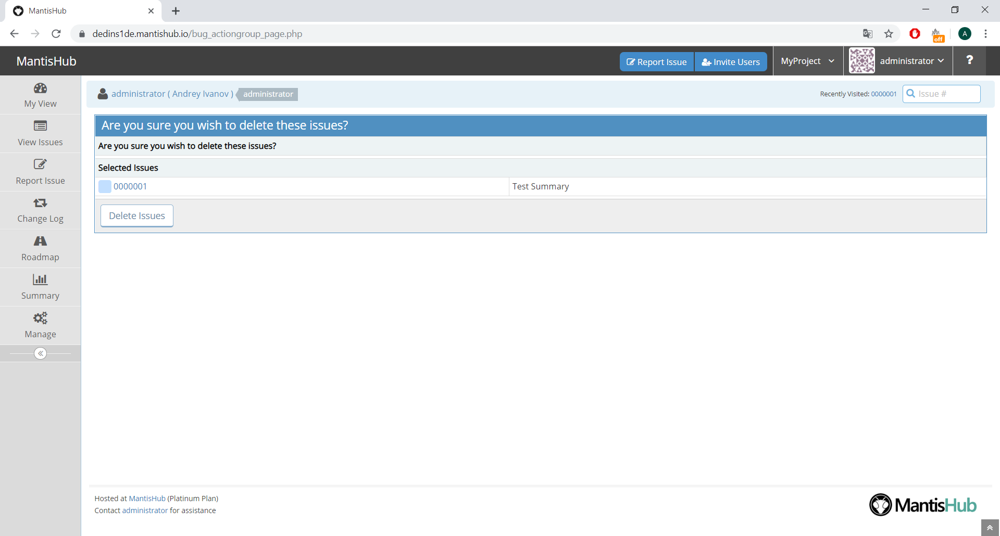 MantisHub
dedins1de.mantishub.io/bug_actiongroup_page.php
off
A
MantisHub
Report Issue
Invite Users
MyProject
administrator
?
My View
View Issues
Report Issue
Change Log
Roadmap
Summary
Manage
administrator ( Andrey Ivanov )
administrator
Recently Visited: 0000001
Issue #
Are you sure you wish to delete these issues?
Are you sure you wish to delete these issues?
Selected Issues
0000001
Test Summary
Delete Issues
Hosted at MantisHub (Platinum Plan)
Contact administrator for assistance
MantisHub